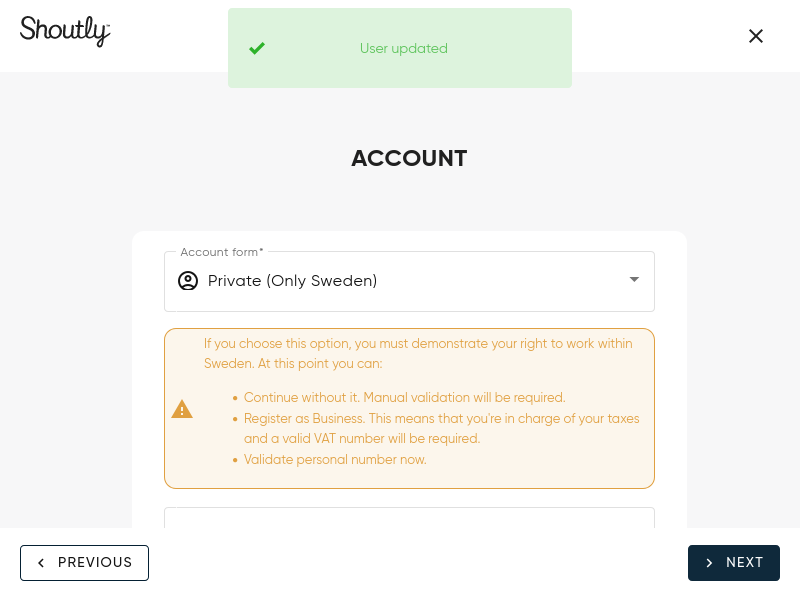 Shoutly™
User updated
ACCOUNT
Account form*
Private (Only Sweden)
If you choose this option, you must demonstrate your right to work within
Sweden. At this point you can:
Continue without it. Manual validation will be required.
Register as Business. This means that you're in charge of your taxes
and a valid VAT number will be required.
Validate personal number now.
PREVIOUS
NEXT